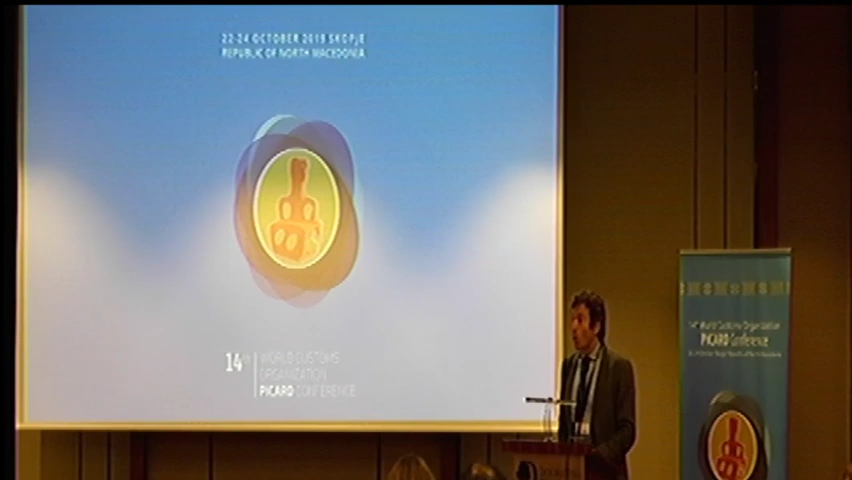 22-24 OCTOBER 2019 SKOPJE
REPUBLIC OF NORTH MACEDONIA
14th
WORLD CUSTOMS
ORGANIZATION
PICARD CONFERENCE
14th World Customs Organization
PICARD Conference